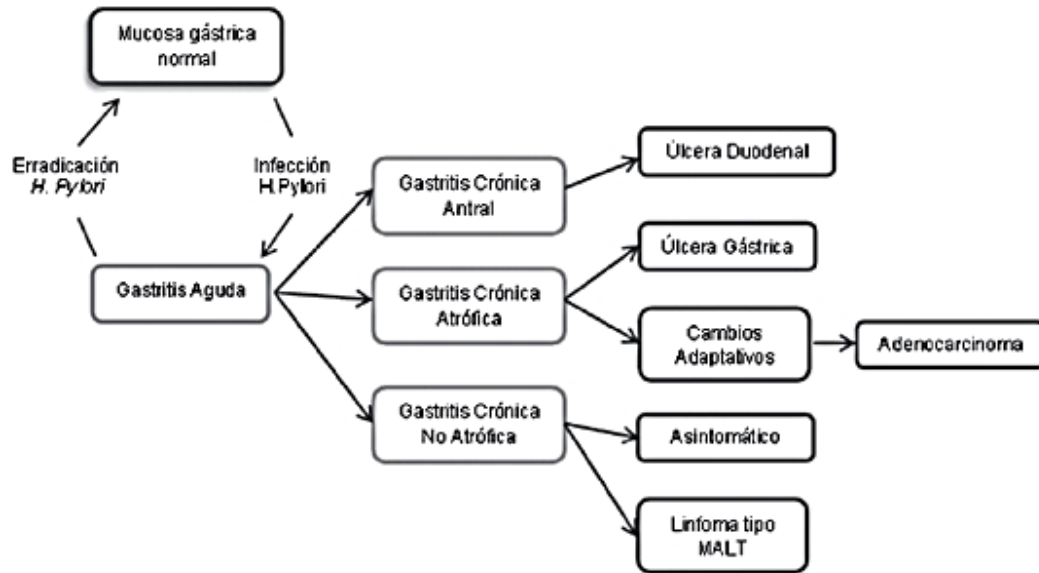 Mucosa gástrica
normal
Erradicación
H. Pylori
Infección
H.Pylori
Gastritis Aguda
Gastritis Crónica
Antral
Gastritis Crónica
Atrófica
Gastritis Crónica
No Atrófica
Úlcera Duodenal
Úlcera Gástrica
Cambios
Adaptativos
Adenocarcinoma
Asintomático
Linfoma tipo
MALT